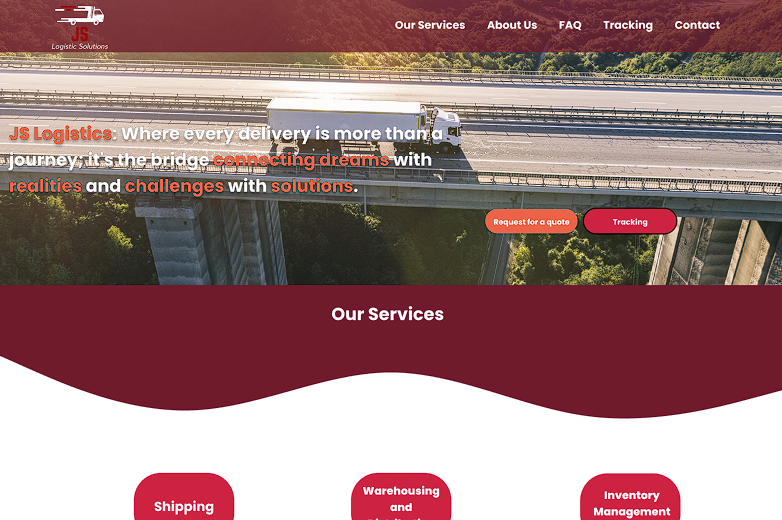 JS
Logistic Solutions
Our Services
About Us
FAQ
Tracking
Contact
JS Logistics: Where every delivery is more than a
journey; it's the bridge connecting dreams with
realities and challenges with solutions.
Request for a quote
Tracking
Our Services
Shipping
Warehousing
and
Inventory
Management